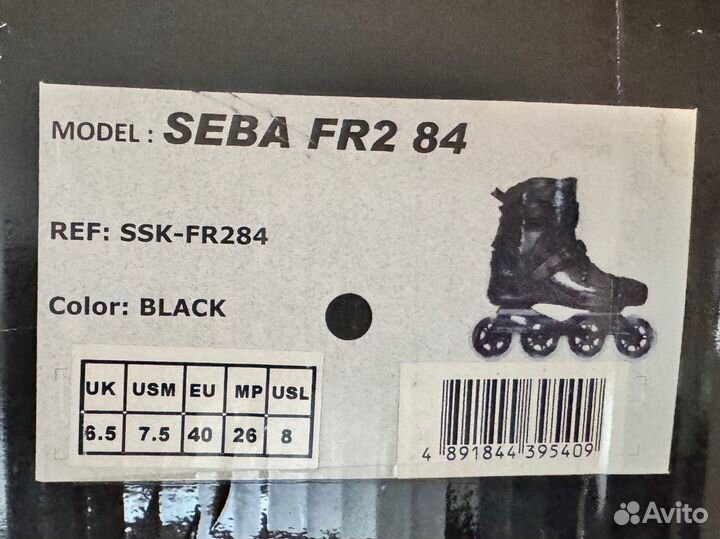 MODEL : SEBA FR2 84
REF: SSK-FR284
Color: BLACK
UK USM EU MP USL
6.5 7.5 40 26 8
4 891844 395409
Avito